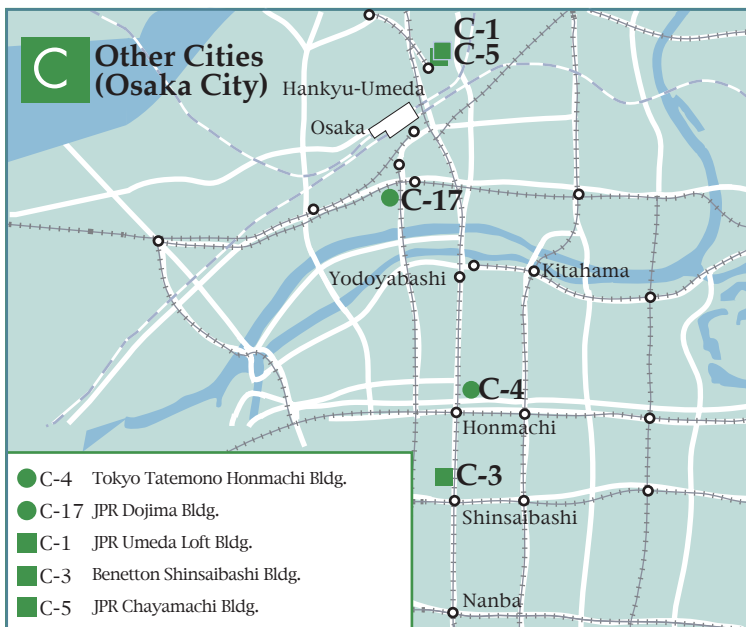 C
Other Cities
(Osaka City)
C-1
C-5
Hankyu-Umeda
Osaka
C-17
Yodoyabashi
Kitahama
C-4
Honmachi
C-3
Shinsaibashi
Nanba
C-4 Tokyo Tatemono Honmachi Bldg.
C-17 JPR Dojima Bldg.
C-1 JPR Umeda Loft Bldg.
C-3 Benetton Shinsaibashi Bldg.
C-5 JPR Chayamachi Bldg.